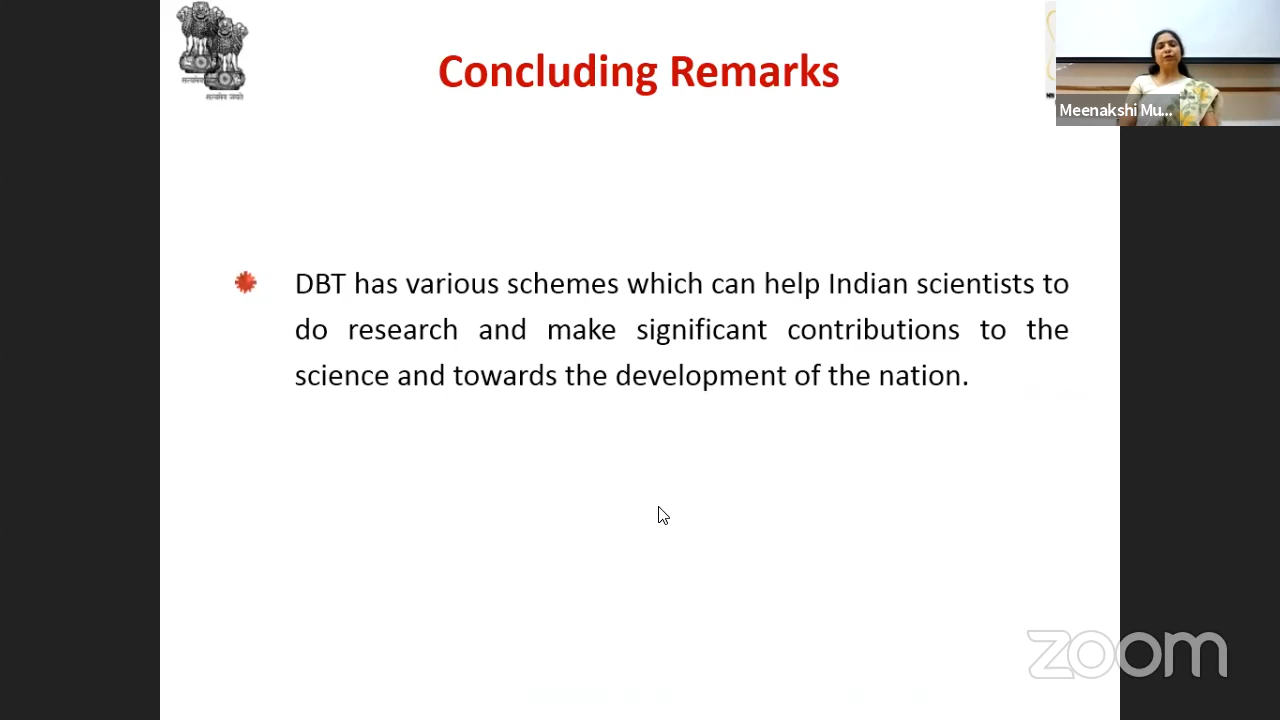 Concluding Remarks
Meenakshi Mu...
DBT has various schemes which can help Indian scientists to
do research and make significant contributions to the
science and towards the development of the nation.
zoom